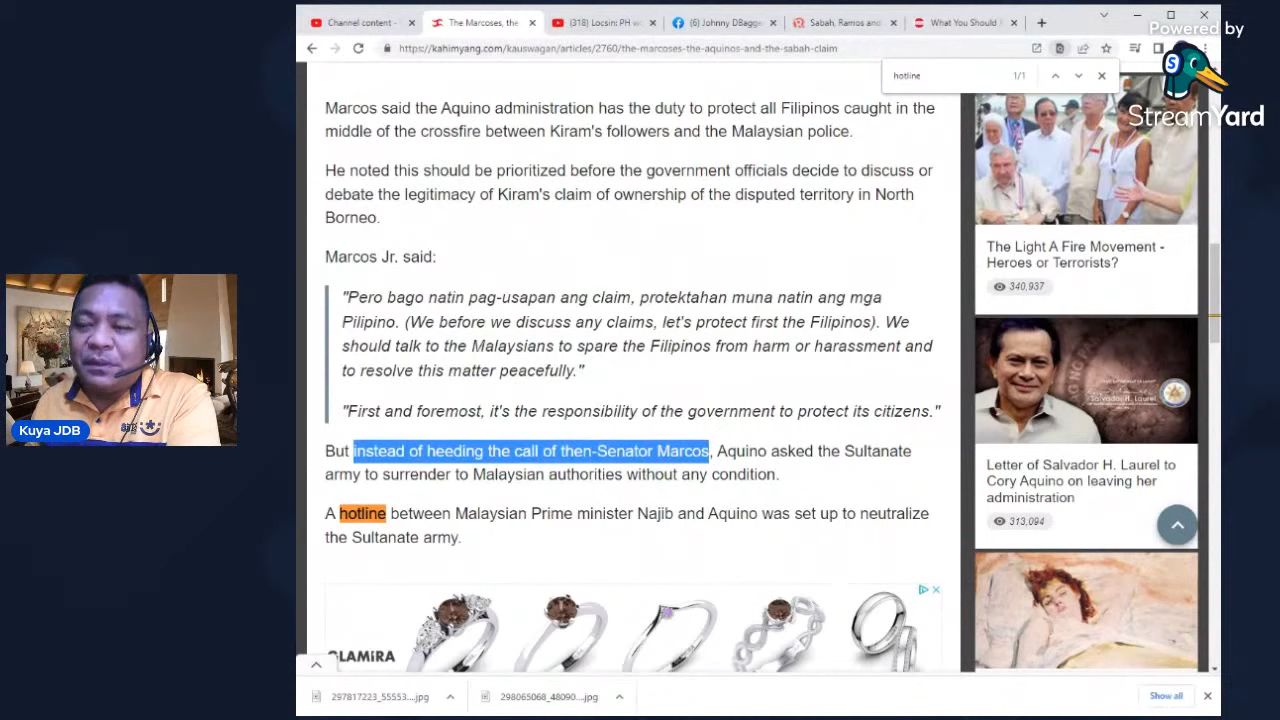 Channel content -
The Marcoses, the
(318) Locsin: PH w
(6) Johnny DBagge
Sabah, Ramos and
What You Should
https://kahimyang.com/kauswagan/articles/2760/the-marcoses-the-aquinos-and-the-sabah-claim
hotline
1/1
Powered by
StreamYard
Marcos said the Aquino administration has the duty to protect all Filipinos caught in the
middle of the crossfire between Kiram's followers and the Malaysian police.
He noted this should be prioritized before the government officials decide to discuss or
debate the legitimacy of Kiram's claim of ownership of the disputed territory in North
Borneo.
Marcos Jr. said:
"Pero bago natin pag-usapan ang claim, protektahan muna natin ang mga
Pilipino. (We before we discuss any claims, let's protect first the Filipinos). We
should talk to the Malaysians to spare the Filipinos from harm or harassment and
to resolve this matter peacefully."
"First and foremost, it's the responsibility of the government to protect its citizens."
But instead of heeding the call of then-Senator Marcos, Aquino asked the Sultanate
army to surrender to Malaysian authorities without any condition.
A hotline between Malaysian Prime minister Najib and Aquino was set up to neutralize
the Sultanate army.
GLAMIRA
The Light A Fire Movement -
Heroes or Terrorists?
340,937
Salvador H. Laurel
Letter of Salvador H. Laurel to
Cory Aquino on leaving her
administration
313,094
Kuya JDB
297817223_55553....jpg
298065068_48090....jpg
Show all